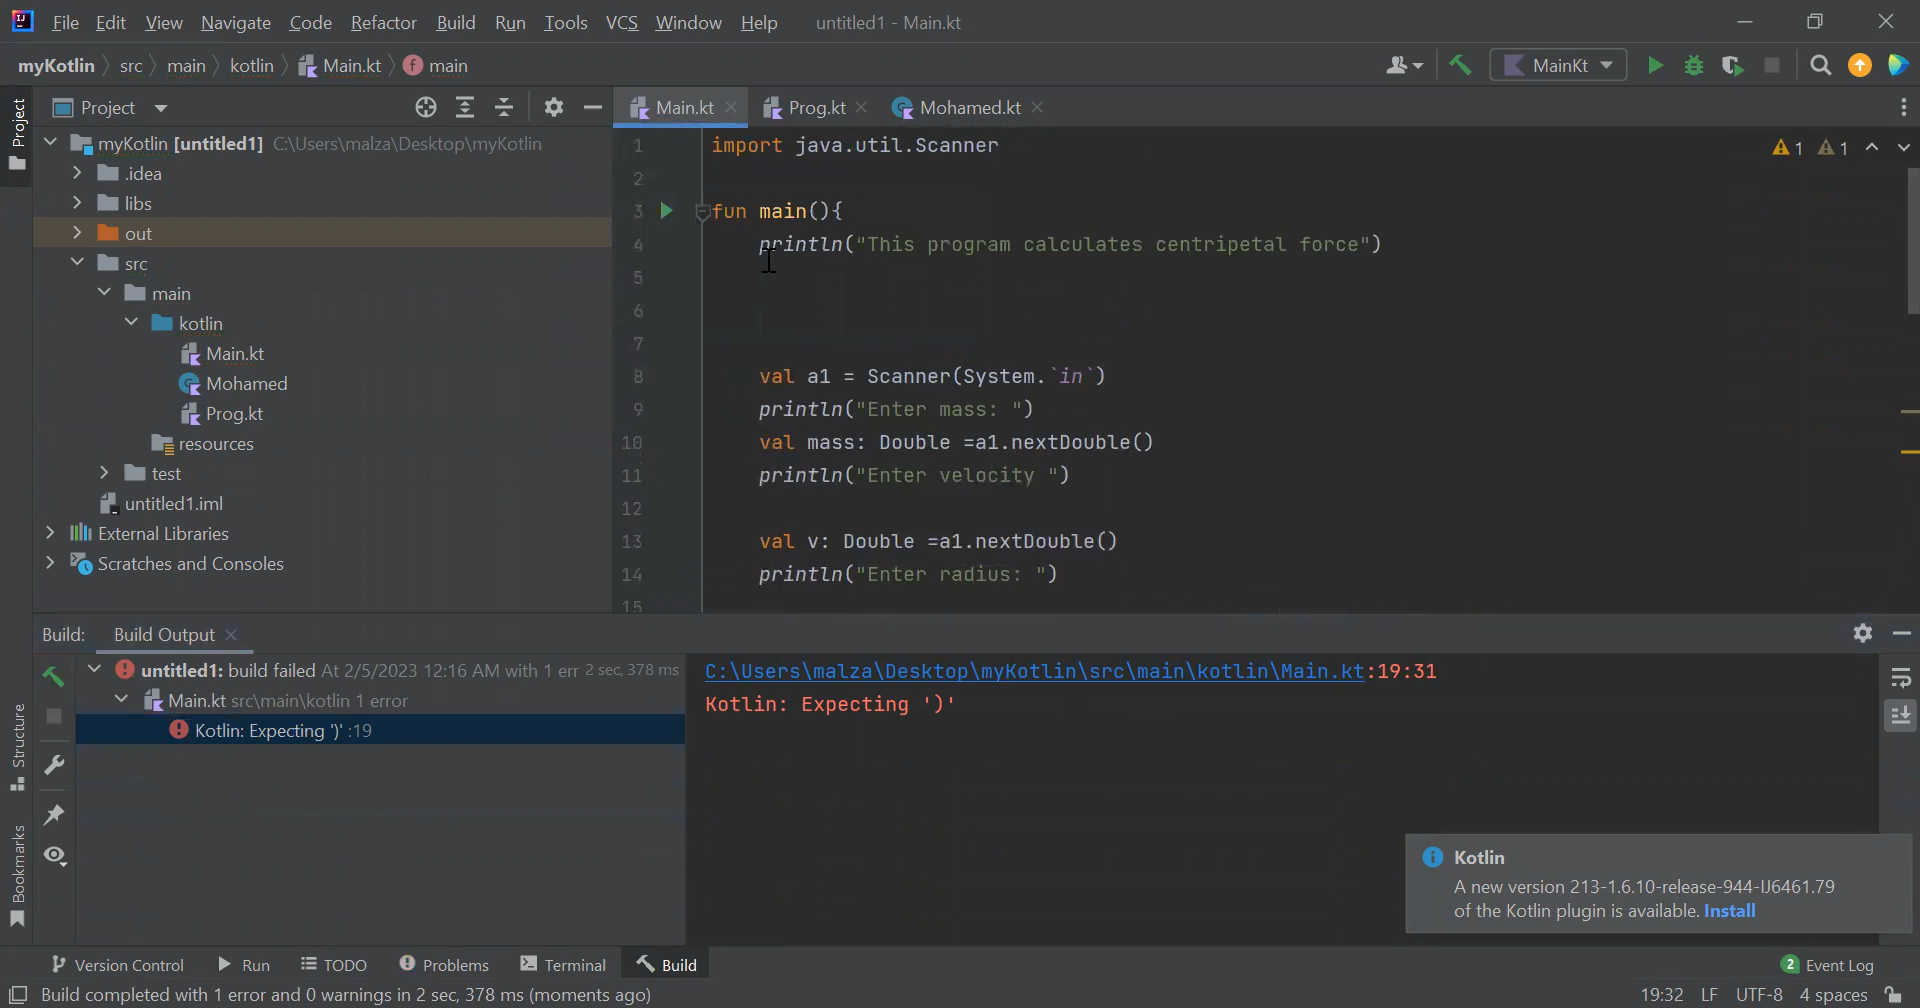 File Edit View Navigate Code Refactor Build Run Tools VCS Window Help untitled1 - Main.kt
myKotlin src main kotlin Main.kt f main MainKt
Project
Project
Main.kt Prog.kt Mohamed.kt
myKotlin [untitled1] C:\Users\malza\Desktop\myKotlin
.idea
libs
out
src
main
kotlin
Main.kt
Mohamed
Prog.kt
resources
test
untitled1.iml
External Libraries
Scratches and Consoles
1 import java.util.Scanner
1 1
2
3 fun main(){
4 println("This program calculates centripetal force")
5
6
7
8 val a1 = Scanner(System.`in`)
9 println("Enter mass: ")
10 val mass: Double =a1.nextDouble()
11 println("Enter velocity ")
12
13 val v: Double =a1.nextDouble()
14 println("Enter radius: ")
15
Build: Build Output
untitled1: build failed At 2/5/2023 12:16 AM with 1 err 2 sec, 378 ms
Main.kt src\main\kotlin 1 error
Kotlin: Expecting ')' :19
C:\Users\malza\Desktop\myKotlin\src\main\kotlin\Main.kt:19:31
Kotlin: Expecting ')'
Structure
Bookmarks
Kotlin
A new version 213-1.6.10-release-944-IJ6461.79
of the Kotlin plugin is available. Install
Version Control Run TODO Problems Terminal Build 2 Event Log
Build completed with 1 error and 0 warnings in 2 sec, 378 ms (moments ago) 19:32 LF UTF-8 4 spaces